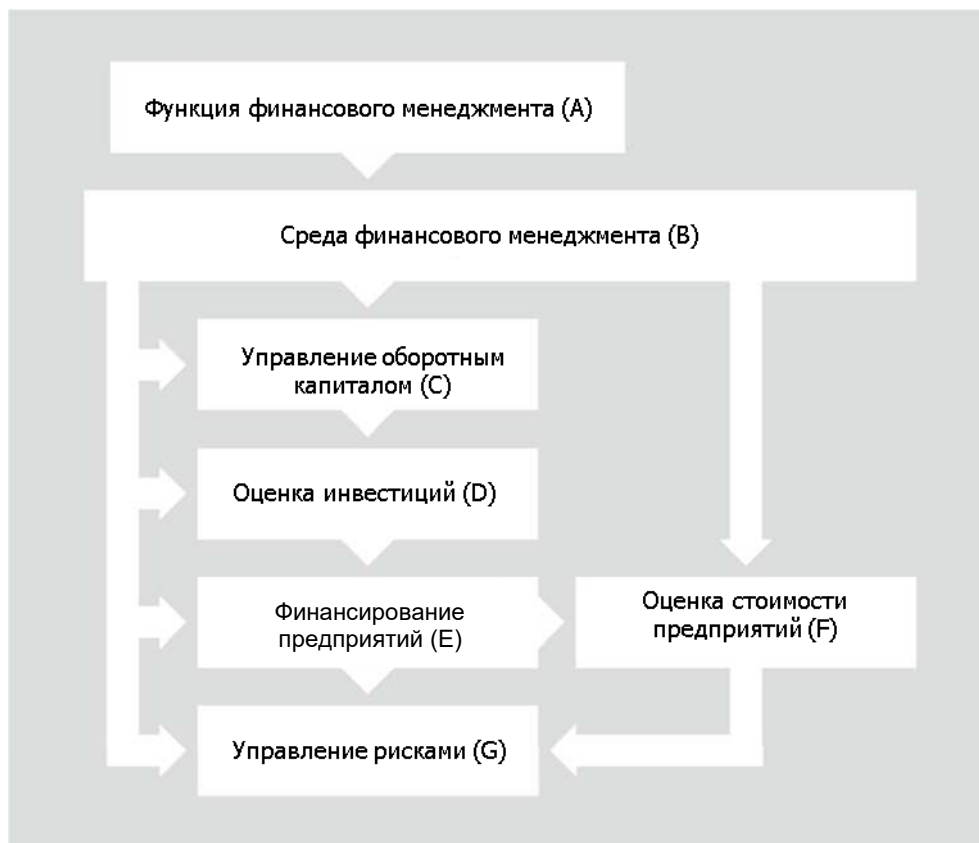 Функция финансового менеджмента (A)
Среда финансового менеджмента (B)
Управление оборотным
капиталом (C)
Оценка инвестиций (D)
Финансирование
предприятий (E)
Оценка стоимости
предприятий (F)
Управление рисками (G)